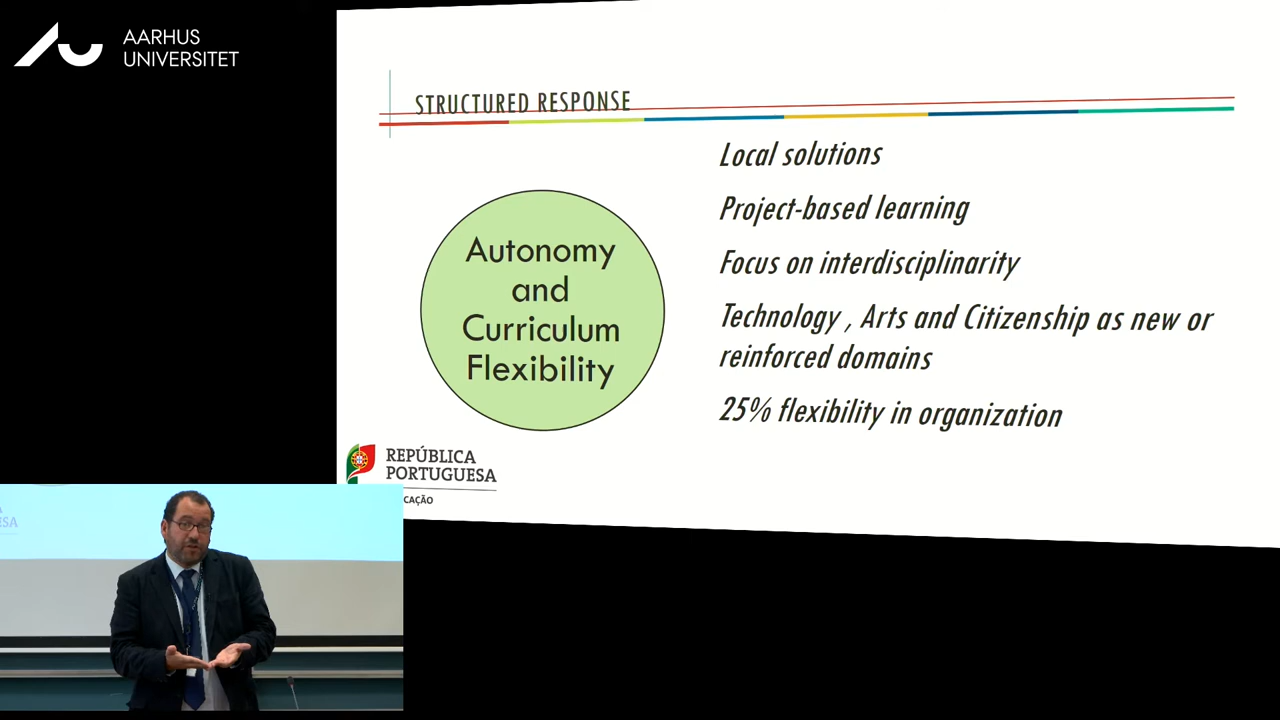 AARHUS
UNIVERSITET
STRUCTURED RESPONSE
Autonomy
and
Curriculum
Flexibility
Local solutions
Project-based learning
Focus on interdisciplinarity
Technology , Arts and Citizenship as new or
reinforced domains
25% flexibility in organization
REPÚBLICA
PORTUGUESA
CAÇÃO